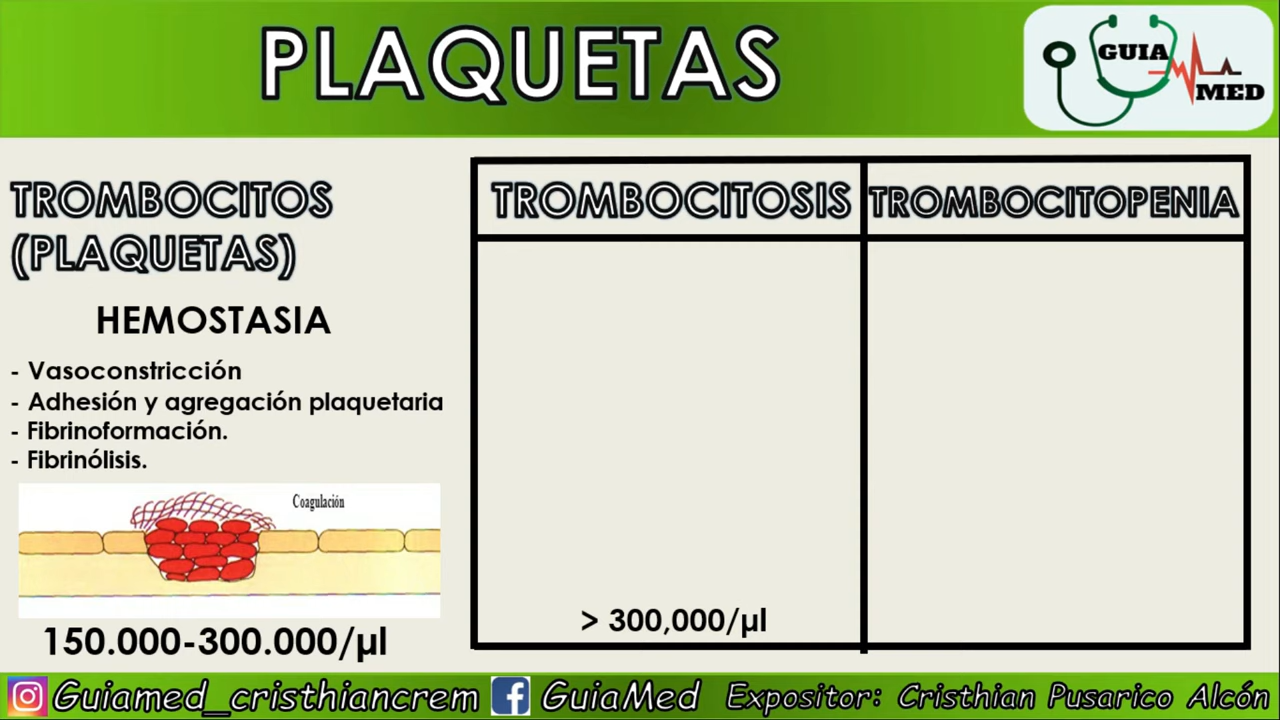 PLAQUETAS
GUIA
MED
TROMBOCITOS
(PLAQUETAS)
HEMOSTASIA
- Vasoconstricción
- Adhesión y agregación plaquetaria
- Fibrinoformación.
- Fibrinólisis.
Coagulación
150.000-300.000/µl
TROMBOCITOSIS
TROMBOCITOPENIA
> 300,000/µl
Guiamed_cristhiancrem
GuiaMed
Expositor: Cristhian Pusarico Alcón